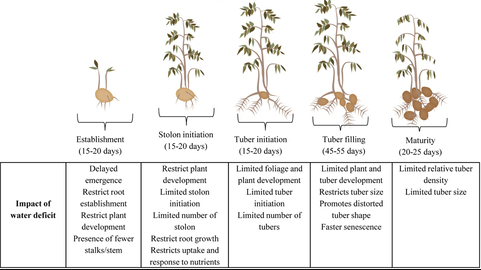 Establishment
(15-20 days)
Stolon initiation
(15-20 days)
Tuber initiation
(15-20 days)
Tuber filling
(45-55 days)
Maturity
(20-25 days)
Impact of
water deficit
Delayed
emergence
Restrict root
establishment
Restrict plant
development
Presence of fewer
stalks/stem
Restrict plant
development
Limited stolon
initiation
Limited number of
stolon
Restrict root growth
Restricts uptake and
response to nutrients
Limited foliage and
plant development
Limited tuber
initiation
Limited number of
tubers
Limited plant and
tuber development
Restricts tuber size
Promotes distorted
tuber shape
Faster senescence
Limited relative tuber
density
Limited tuber size